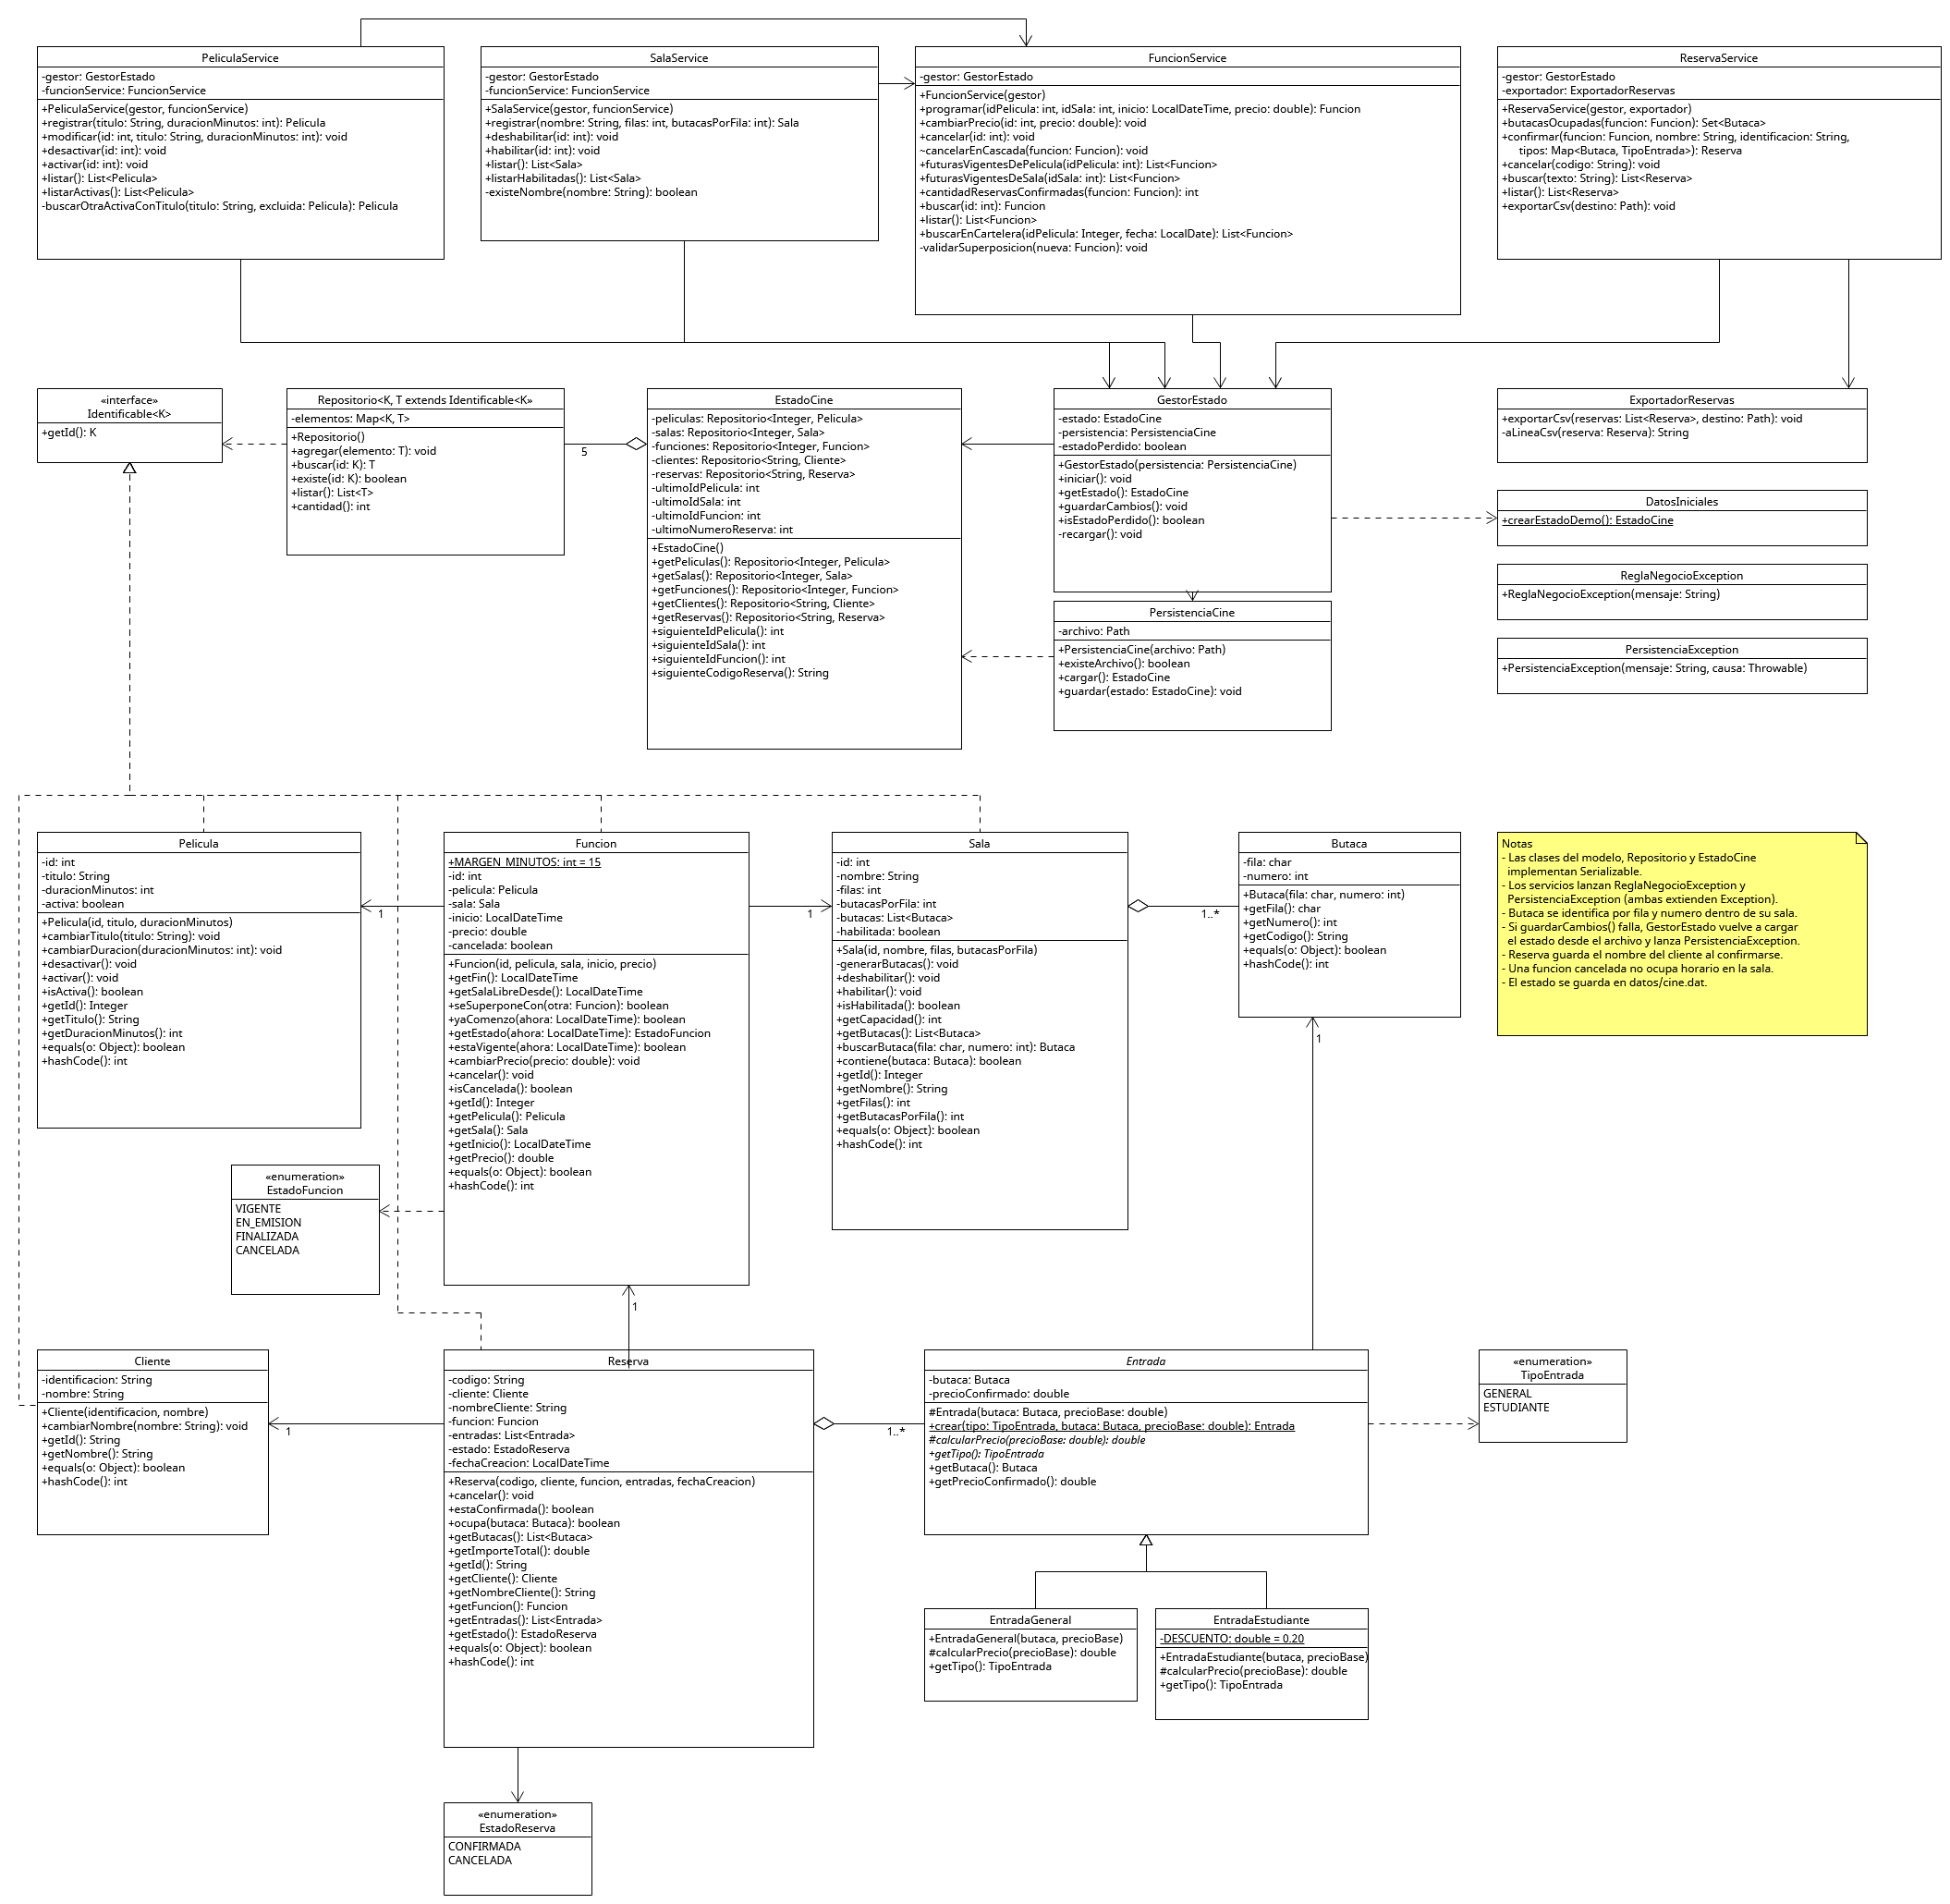 PeliculaService
-gestor: GestorEstado
-funcionService: FuncionService
+PeliculaService(gestor, funcionService)
+registrar(titulo: String, duracionMinutos: int): Pelicula
+modificar(id: int, titulo: String, duracionMinutos: int): void
+desactivar(id: int): void
+activar(id: int): void
+listar(): List<Pelicula>
+listarActivas(): List<Pelicula>
-buscarOtraActivaConTitulo(titulo: String, excluida: Pelicula): Pelicula
SalaService
-gestor: GestorEstado
-funcionService: FuncionService
+SalaService(gestor, funcionService)
+registrar(nombre: String, filas: int, butacasPorFila: int): Sala
+deshabilitar(id: int): void
+habilitar(id: int): void
+listar(): List<Sala>
+listarHabilitadas(): List<Sala>
-existeNombre(nombre: String): boolean
FuncionService
-gestor: GestorEstado
+FuncionService(gestor)
+programar(idPelicula: int, idSala: int, inicio: LocalDateTime, precio: double): Funcion
+cambiarPrecio(id: int, precio: double): void
+cancelar(id: int): void
~cancelarEnCascada(funcion: Funcion): void
+futurasVigentesDePelicula(idPelicula: int): List<Funcion>
+futurasVigentesDeSala(idSala: int): List<Funcion>
+cantidadReservasConfirmadas(funcion: Funcion): int
+buscar(id: int): Funcion
+listar(): List<Funcion>
+buscarEnCartelera(idPelicula: Integer, fecha: LocalDate): List<Funcion>
-validarSuperposicion(nueva: Funcion): void
ReservaService
-gestor: GestorEstado
-exportador: ExportadorReservas
+ReservaService(gestor, exportador)
+butacasOcupadas(funcion: Funcion): Set<Butaca>
+confirmar(funcion: Funcion, nombre: String, identificacion: String,
tipos: Map<Butaca, TipoEntrada>): Reserva
+cancelar(codigo: String): void
+buscar(texto: String): List<Reserva>
+listar(): List<Reserva>
+exportarCsv(destino: Path): void
«interface»
Identificable<K>
+getId(): K
Repositorio<K, T extends Identificable<K»
-elementos: Map<K, T>
+Repositorio()
+agregar(elemento: T): void
+buscar(id: K): T
+existe(id: K): boolean
+listar(): List<T>
+cantidad(): int
5
EstadoCine
-peliculas: Repositorio<Integer, Pelicula>
-salas: Repositorio<Integer, Sala>
-funciones: Repositorio<Integer, Funcion>
-clientes: Repositorio<String, Cliente>
-reservas: Repositorio<String, Reserva>
-ultimoIdPelicula: int
-ultimoIdSala: int
-ultimoIdFuncion: int
-ultimoNumeroReserva: int
+EstadoCine()
+getPeliculas(): Repositorio<Integer, Pelicula>
+getSalas(): Repositorio<Integer, Sala>
+getFunciones(): Repositorio<Integer, Funcion>
+getClientes(): Repositorio<String, Cliente>
+getReservas(): Repositorio<String, Reserva>
+siguienteIdPelicula(): int
+siguienteIdSala(): int
+siguienteIdFuncion(): int
+siguienteCodigoReserva(): String
GestorEstado
-estado: EstadoCine
-persistencia: PersistenciaCine
-estadoPerdido: boolean
+GestorEstado(persistencia: PersistenciaCine)
+iniciar(): void
+getEstado(): EstadoCine
+guardarCambios(): void
+isEstadoPerdido(): boolean
-recargar(): void
PersistenciaCine
-archivo: Path
+PersistenciaCine(archivo: Path)
+existeArchivo(): boolean
+cargar(): EstadoCine
+guardar(estado: EstadoCine): void
ExportadorReservas
+exportarCsv(reservas: List<Reserva>, destino: Path): void
-aLineaCsv(reserva: Reserva): String
DatosIniciales
+crearEstadoDemo(): EstadoCine
ReglaNegocioException
+ReglaNegocioException(mensaje: String)
PersistenciaException
+PersistenciaException(mensaje: String, causa: Throwable)
Pelicula
-id: int
-titulo: String
-duracionMinutos: int
-activa: boolean
+Pelicula(id, titulo, duracionMinutos)
+cambiarTitulo(titulo: String): void
+cambiarDuracion(duracionMinutos: int): void
+desactivar(): void
+activar(): void
+isActiva(): boolean
+getId(): Integer
+getTitulo(): String
+getDuracionMinutos(): int
+equals(o: Object): boolean
+hashCode(): int
1
Funcion
+MARGEN_MINUTOS: int = 15
-id: int
-pelicula: Pelicula
-sala: Sala
-inicio: LocalDateTime
-precio: double
-cancelada: boolean
+Funcion(id, pelicula, sala, inicio, precio)
+getFin(): LocalDateTime
+getSalaLibreDesde(): LocalDateTime
+seSuperponeCon(otra: Funcion): boolean
+yaComenzo(ahora: LocalDateTime): boolean
+getEstado(ahora: LocalDateTime): EstadoFuncion
+estaVigente(ahora: LocalDateTime): boolean
+cambiarPrecio(precio: double): void
+cancelar(): void
+isCancelada(): boolean
+getId(): Integer
+getPelicula(): Pelicula
+getSala(): Sala
+getInicio(): LocalDateTime
+getPrecio(): double
+equals(o: Object): boolean
+hashCode(): int
1
Sala
-id: int
-nombre: String
-filas: int
-butacasPorFila: int
-butacas: List<Butaca>
-habilitada: boolean
+Sala(id, nombre, filas, butacasPorFila)
-generarButacas(): void
+deshabilitar(): void
+habilitar(): void
+isHabilitada(): boolean
+getCapacidad(): int
+getButacas(): List<Butaca>
+buscarButaca(fila: char, numero: int): Butaca
+contiene(butaca: Butaca): boolean
+getId(): Integer
+getNombre(): String
+getFilas(): int
+getButacasPorFila(): int
+equals(o: Object): boolean
+hashCode(): int
1..*
Butaca
-fila: char
-numero: int
+Butaca(fila: char, numero: int)
+getFila(): char
+getNumero(): int
+getCodigo(): String
+equals(o: Object): boolean
+hashCode(): int
1
Notas
- Las clases del modelo, Repositorio y EstadoCine
implementan Serializable.
- Los servicios lanzan ReglaNegocioException y
PersistenciaException (ambas extienden Exception).
- Butaca se identifica por fila y numero dentro de su sala.
- Si guardarCambios() falla, GestorEstado vuelve a cargar
el estado desde el archivo y lanza PersistenciaException.
- Reserva guarda el nombre del cliente al confirmarse.
- Una funcion cancelada no ocupa horario en la sala.
- El estado se guarda en datos/cine.dat.
«enumeration»
EstadoFuncion
VIGENTE
EN_EMISION
FINALIZADA
CANCELADA
1
Cliente
-identificacion: String
-nombre: String
+Cliente(identificacion, nombre)
+cambiarNombre(nombre: String): void
+getId(): String
+getNombre(): String
+equals(o: Object): boolean
+hashCode(): int
1
Reserva
-codigo: String
-cliente: Cliente
-nombreCliente: String
-funcion: Funcion
-entradas: List<Entrada>
-estado: EstadoReserva
-fechaCreacion: LocalDateTime
+Reserva(codigo, cliente, funcion, entradas, fechaCreacion)
+cancelar(): void
+estaConfirmada(): boolean
+ocupa(butaca: Butaca): boolean
+getButacas(): List<Butaca>
+getImporteTotal(): double
+getId(): String
+getCliente(): Cliente
+getNombreCliente(): String
+getFuncion(): Funcion
+getEntradas(): List<Entrada>
+getEstado(): EstadoReserva
+equals(o: Object): boolean
+hashCode(): int
1..*
Entrada
-butaca: Butaca
-precioConfirmado: double
#Entrada(butaca: Butaca, precioBase: double)
+crear(tipo: TipoEntrada, butaca: Butaca, precioBase: double): Entrada
#calcularPrecio(precioBase: double): double
+getTipo(): TipoEntrada
+getButaca(): Butaca
+getPrecioConfirmado(): double
«enumeration»
TipoEntrada
GENERAL
ESTUDIANTE
EntradaGeneral
+EntradaGeneral(butaca, precioBase)
#calcularPrecio(precioBase): double
+getTipo(): TipoEntrada
EntradaEstudiante
-DESCUENTO: double = 0.20
+EntradaEstudiante(butaca, precioBase)
#calcularPrecio(precioBase): double
+getTipo(): TipoEntrada
«enumeration»
EstadoReserva
CONFIRMADA
CANCELADA